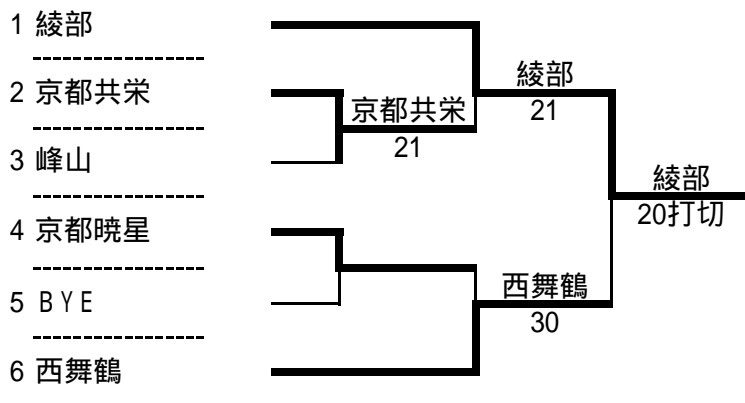 1 綾部
2 京都共栄
3 峰山
4 京都暁星
5 ＢＹＥ
6 西舞鶴
京都共栄
21
綾部
21
西舞鶴
30
綾部
20打切